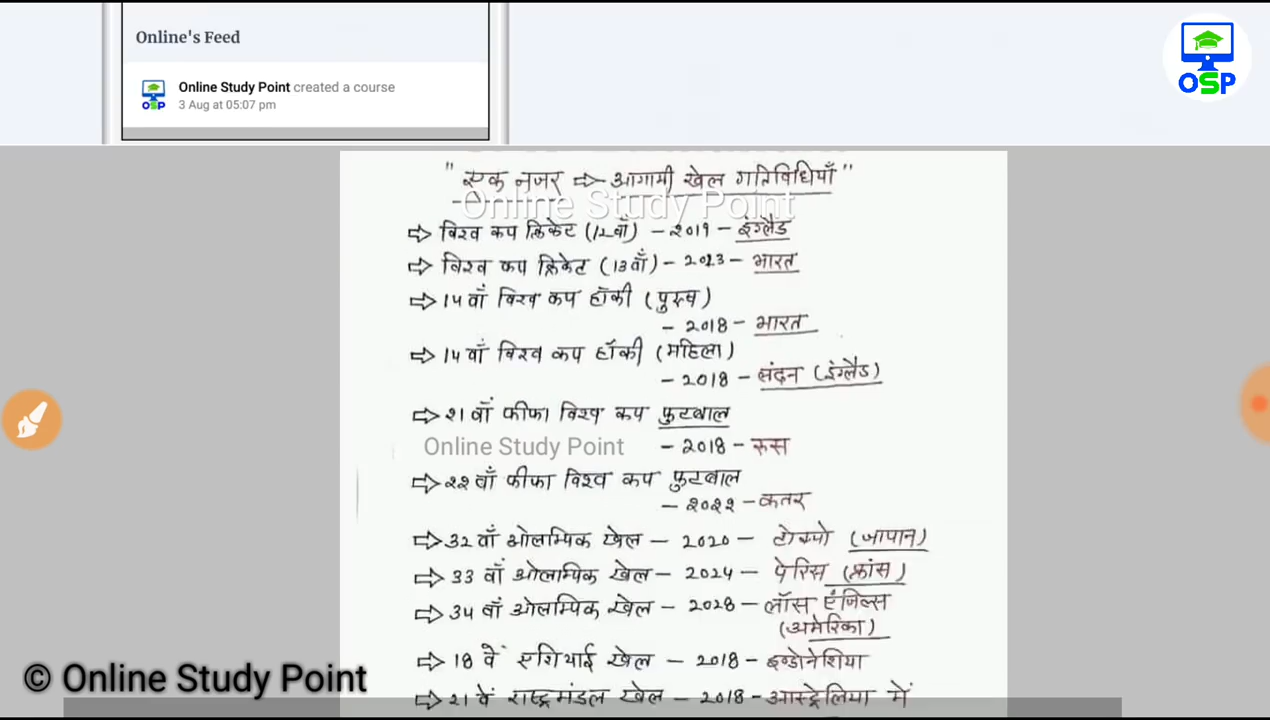 Online's Feed
Online Study Point created a course
3 Aug at 05:07 pm
OSP
"एक नजर ⇨ आगामी खेल गतिविधियाँ"
Online Study Point
⇨ विश्व कप क्रिकेट (12वाँ) - 2019 - इंग्लैंड
⇨ विश्व कप क्रिकेट (13वाँ) - 2023 - भारत
⇨ 14वाँ विश्व कप हॉकी (पुरुष)
- 2018 - भारत
⇨ 14वाँ विश्व कप हॉकी (महिला)
- 2018 - लंदन (इंग्लैंड)
⇨ 21 वाँ फीफा विश्व कप फुटबाल
Online Study Point - 2018 - रूस
⇨ 22 वाँ फीफा विश्व कप फुटबाल
- 2022 - कतर
⇨ 32 वाँ ओलम्पिक खेल - 2020 - टोक्यो (जापान)
⇨ 33 वाँ ओलम्पिक खेल - 2024 - पेरिस (फ्रांस)
⇨ 34 वाँ ओलम्पिक खेल - 2028 - लॉस एंजिल्स
(अमेरिका)
⇨ 18 वें एशियाई खेल - 2018 - इण्डोनेशिया
⇨ 21 वें राष्ट्रमंडल खेल - 2018 - आस्ट्रेलिया में
© Online Study Point